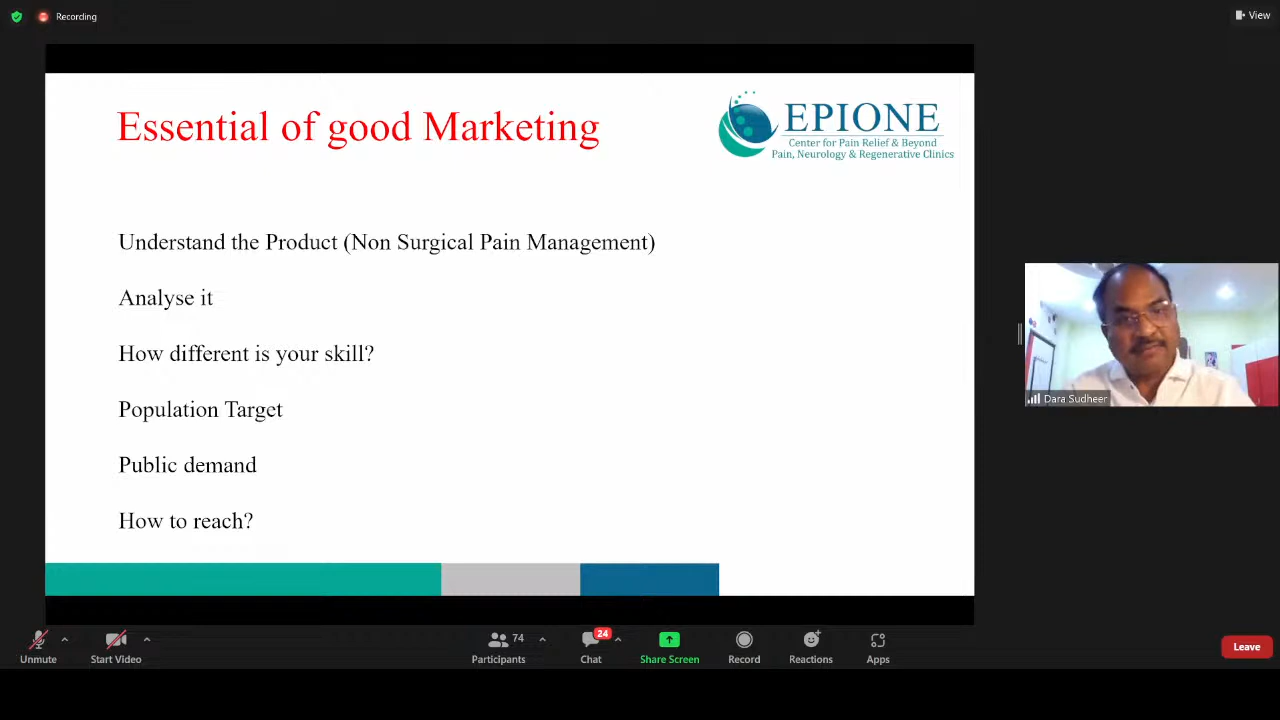 Recording
View
Essential of good Marketing
EPIONE
Center for Pain Relief & Beyond
Pain, Neurology & Regenerative Clinics
Understand the Product (Non Surgical Pain Management)
Analyse it
How different is your skill?
Population Target
Public demand
How to reach?
Dara Sudheer
74
24
Unmute
Start Video
Participants
Chat
Share Screen
Record
Reactions
Apps
Leave